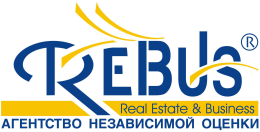 REBUS®
Real Estate & Business
АГЕНТСТВО НЕЗАВИСИМОЙ ОЦЕНКИ